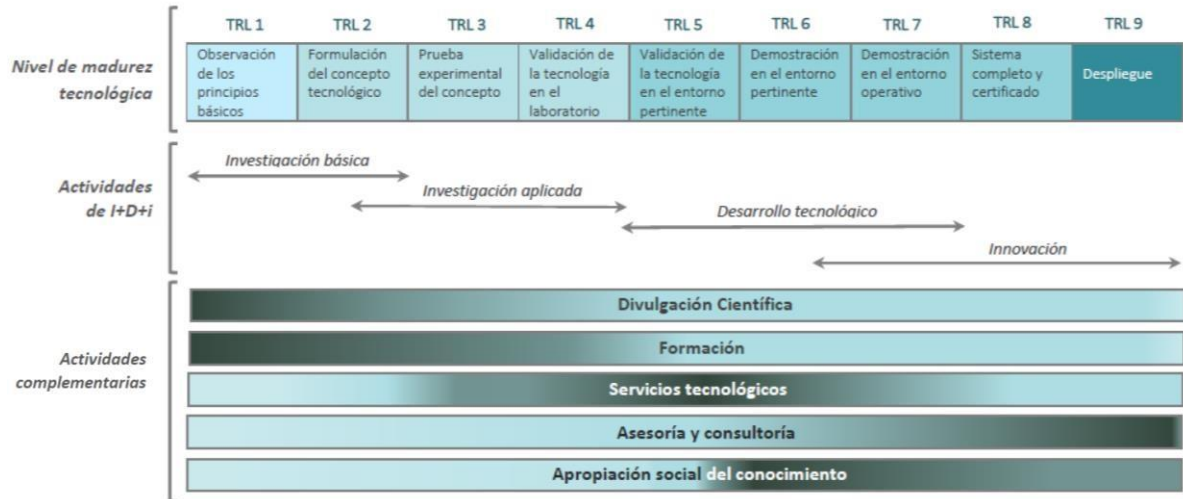 TRL 1 TRL 2 TRL 3 TRL 4 TRL 5 TRL 6 TRL 7 TRL 8 TRL 9
Nivel de madurez
tecnológica
Observación
de los
principios
básicos
Formulación
del concepto
tecnológico
Prueba
experimental
del concepto
Validación de
la tecnología
en el
laboratorio
Validación de
la tecnología
en el entorno
pertinente
Demostración
en el entorno
pertinente
Demostración
en el entorno
operativo
Sistema
completo y
certificado
Despliegue
Actividades
de I+D+i
Investigación básica
Investigación aplicada
Desarrollo tecnológico
Innovación
Actividades
complementarias
Divulgación Científica
Formación
Servicios tecnológicos
Asesoría y consultoría
Apropiación social del conocimiento